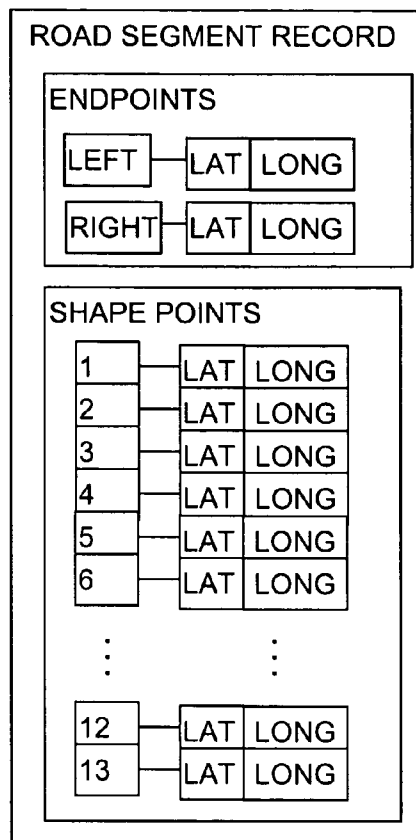 ROAD SEGMENT RECORD
ENDPOINTS
LEFT LAT LONG
RIGHT LAT LONG
SHAPE POINTS
1 LAT LONG
2 LAT LONG
3 LAT LONG
4 LAT LONG
5 LAT LONG
6 LAT LONG
12 LAT LONG
13 LAT LONG